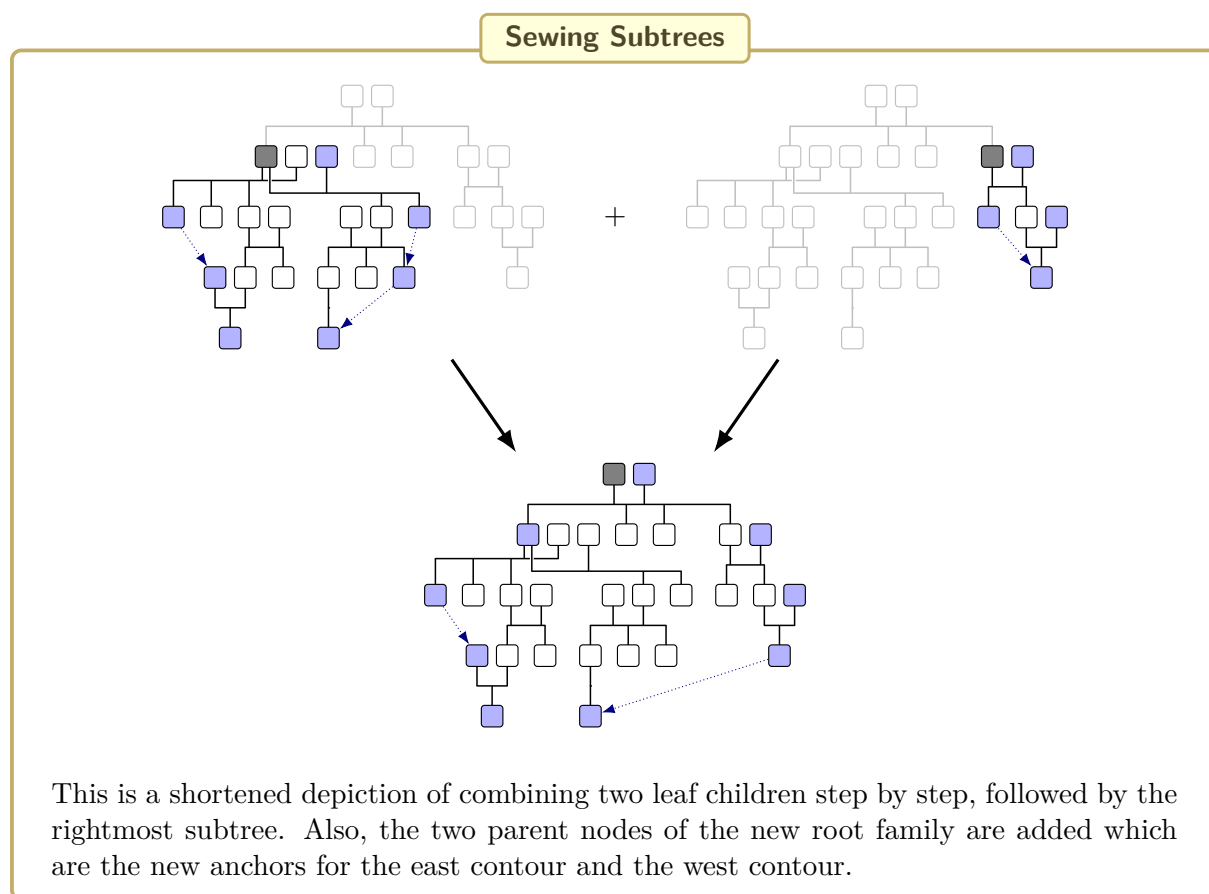 Sewing Subtrees
+
This is a shortened depiction of combining two leaf children step by step, followed by the
rightmost subtree. Also, the two parent nodes of the new root family are added which
are the new anchors for the east contour and the west contour.